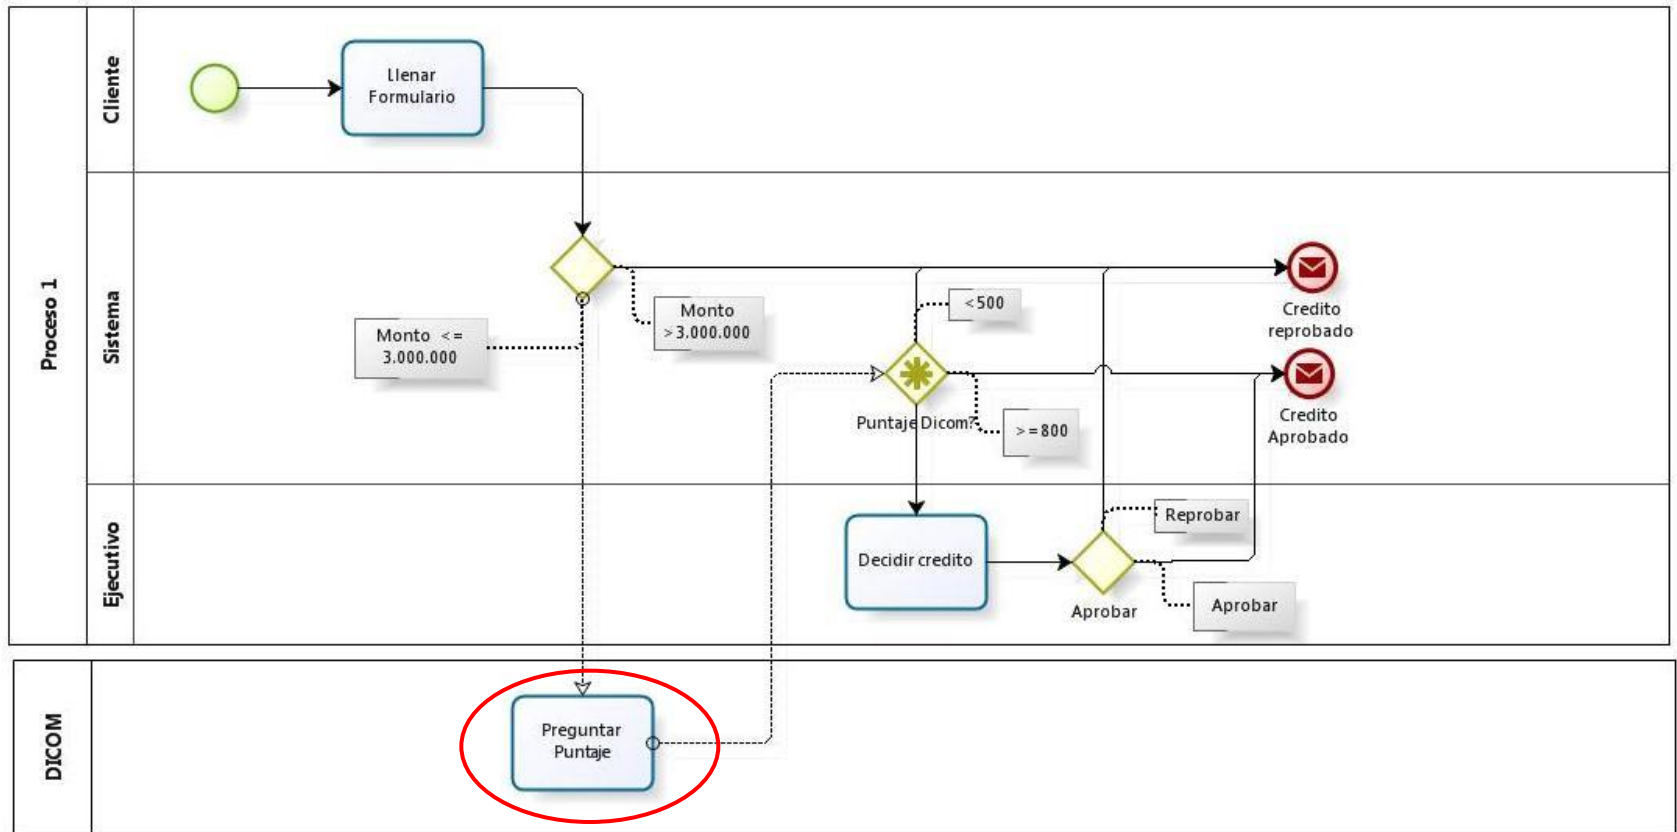 Proceso 1
Cliente
Llenar
Formulario
Sistema
Monto <=
3.000.000
Monto
>3.000.000
<500
Puntaje Dicom?
>=800
Credito
reprobado
Credito
Aprobado
Ejecutivo
Decidir credito
Aprobar
Reprobar
Aprobar
DICOM
Preguntar
Puntaje